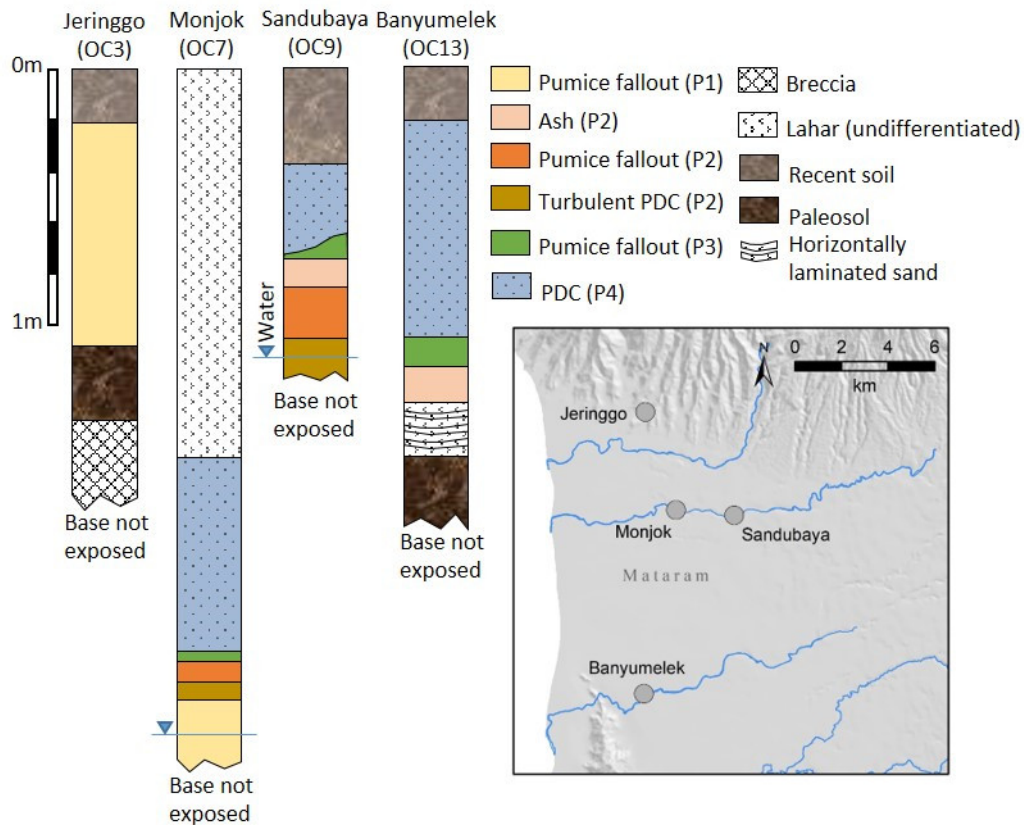 Jeringgo
(OC3)
Monjok
(OC7)
Sandubaya
(OC9)
Banyumelek
(OC13)
0m
1m
Water
Base not
exposed
Base not
exposed
Base not
exposed
Base not
exposed
Pumice fallout (P1)
Ash (P2)
Pumice fallout (P2)
Turbulent PDC (P2)
Pumice fallout (P3)
PDC (P4)
Breccia
Lahar (undifferentiated)
Recent soil
Paleosol
Horizontally
laminated sand
N
0 2 4 6
km
Jeringgo
Monjok
Sandubaya
Mataram
Banyumelek